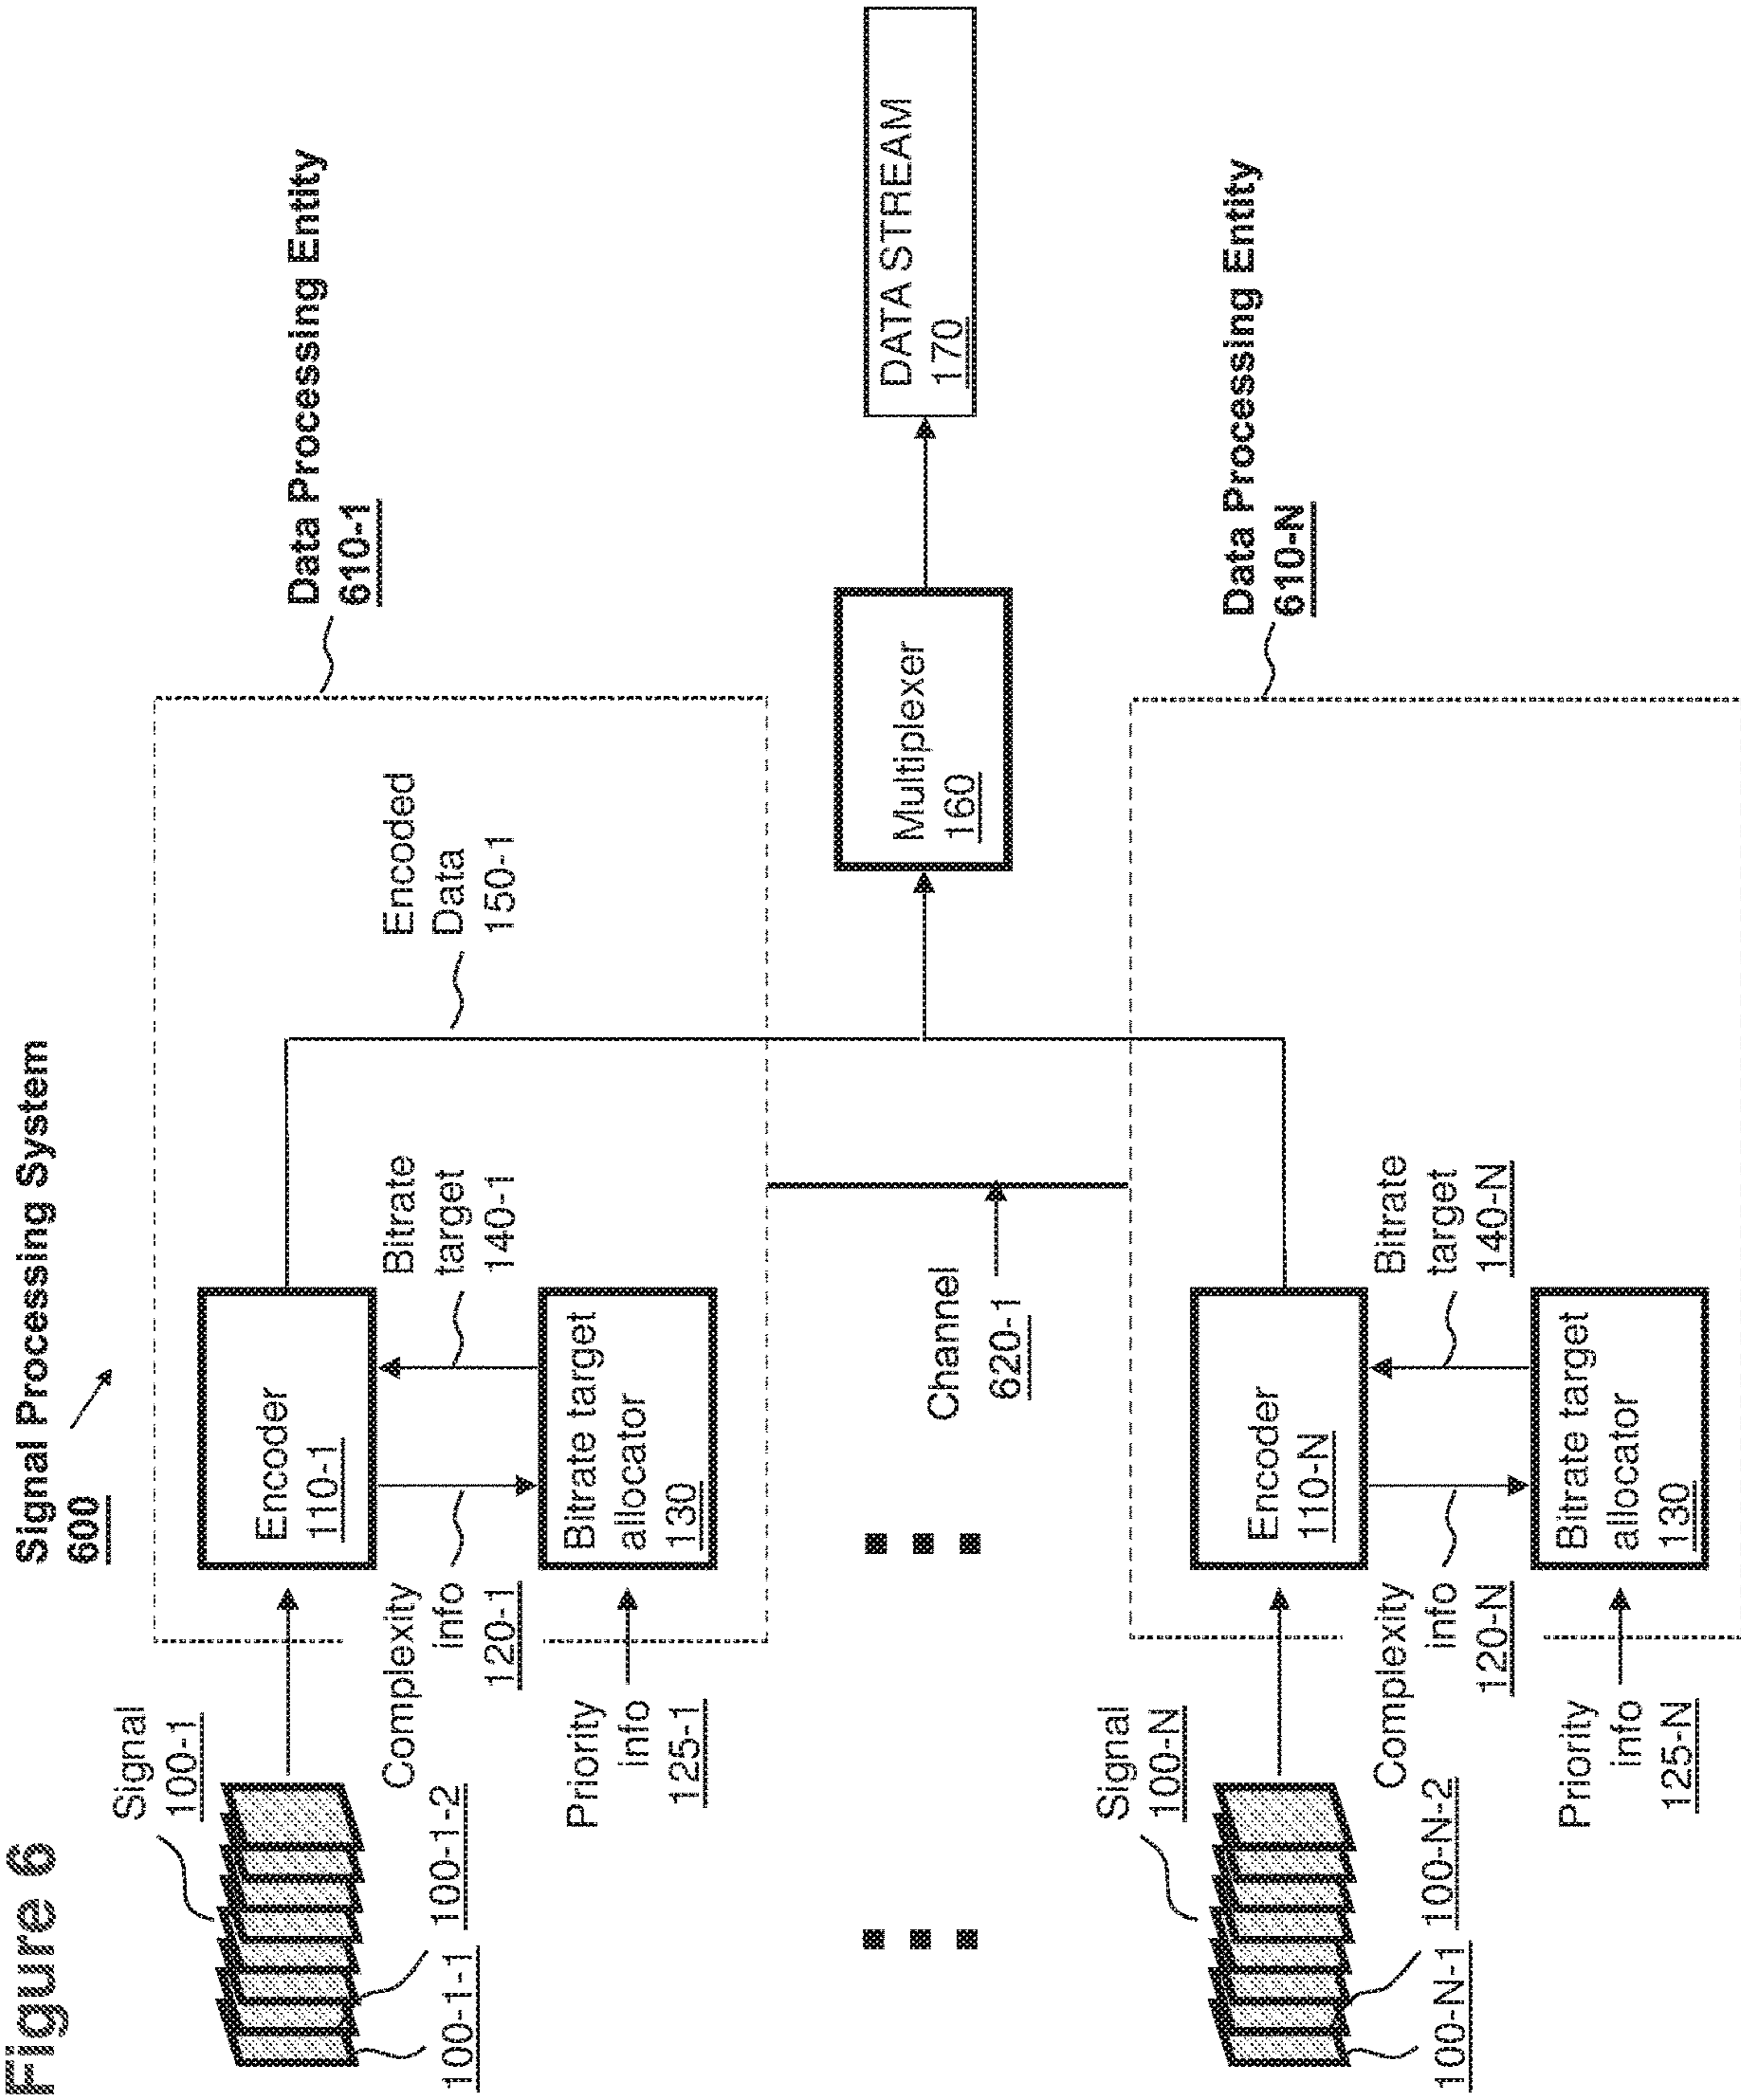 Figure 6
Signal Processing System
600
Signal
100-1
100-1-1
100-1-2
Encoder
110-1
Complexity
info
120-1
Bitrate
target
140-1
Priority
info
125-1
Bitrate target
allocator
130
Encoded
Data
150-1
Data Processing Entity
610-1
Channel
620-1
Multiplexer
160
DATA STREAM
170
Signal
100-N
100-N-1
100-N-2
Encoder
110-N
Complexity
info
120-N
Bitrate
target
140-N
Priority
info
125-N
Bitrate target
allocator
130
Data Processing Entity
610-N